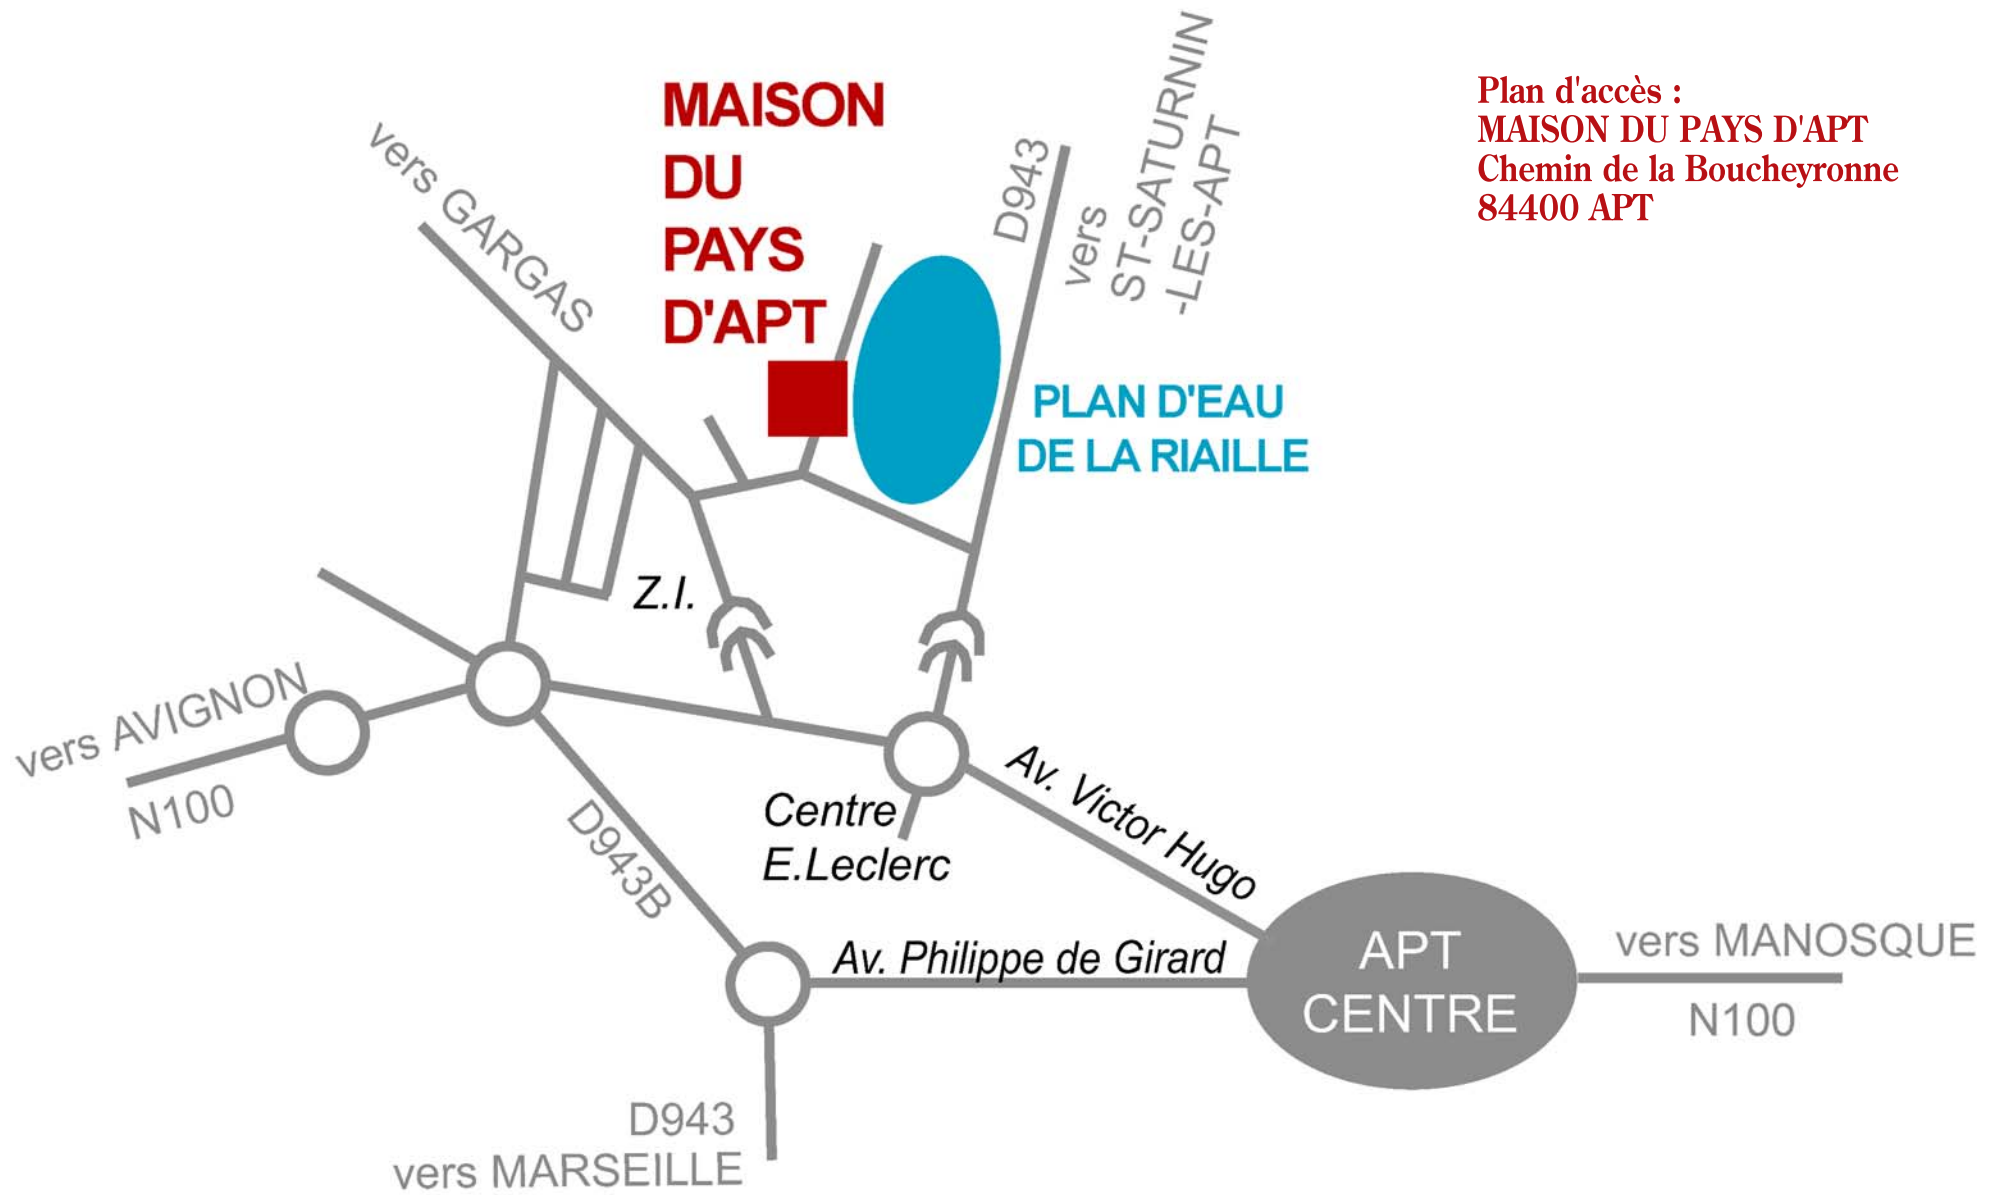 Plan d'accès :
MAISON DU PAYS D'APT
Chemin de la Boucheyronne
84400 APT
MAISON
DU
PAYS
D'APT
vers GARGAS
D943
vers
ST-SATURNIN
-LES-APT
PLAN D'EAU
DE LA RIAILLE
Z.I.
vers AVIGNON
N100
D943B
Centre
E.Leclerc
Av. Victor Hugo
Av. Philippe de Girard
APT
CENTRE
vers MANOSQUE
N100
D943
vers MARSEILLE